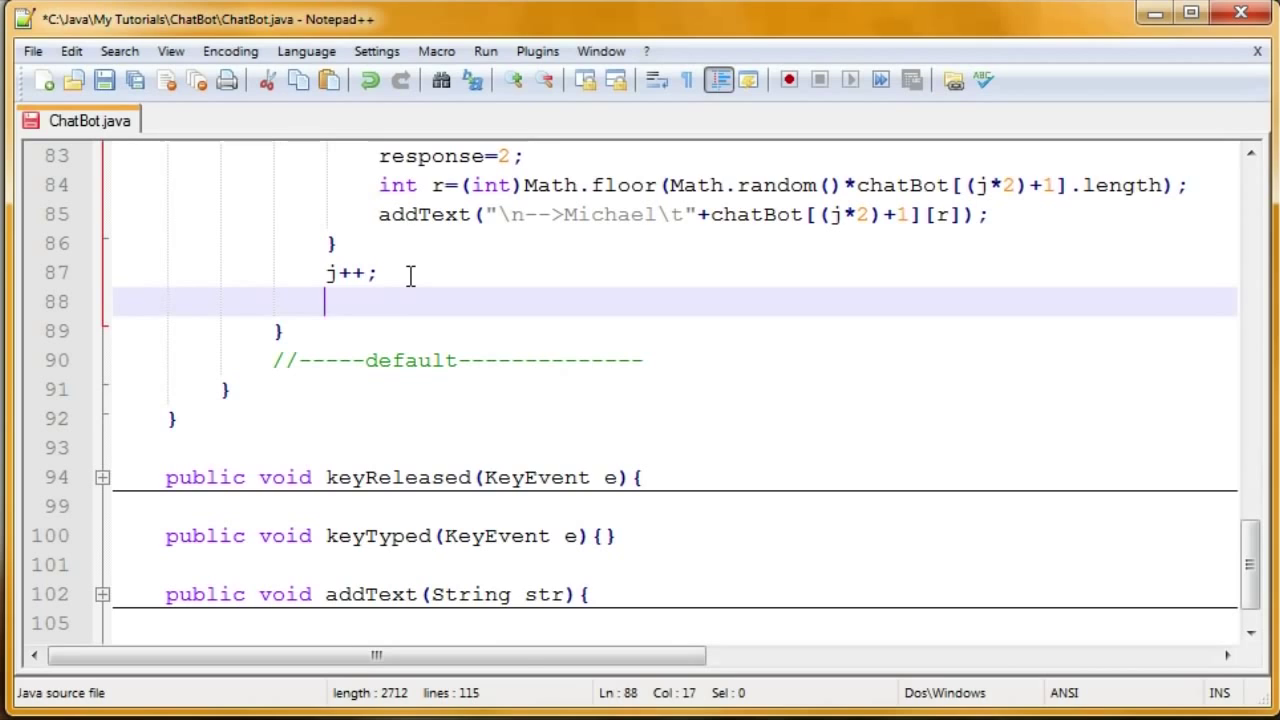 *C:\Java\My Tutorials\ChatBot\ChatBot.java - Notepad++
File Edit Search View Encoding Language Settings Macro Run Plugins Window ? X
ABC
ChatBot.java
83 response=2;
84 int r=(int)Math.floor(Math.random()*chatBot[(j*2)+1].length);
85 addText("\n-->Michael\t"+chatBot[(j*2)+1][r]);
86 }
87 j++;
88
89 }
90 //-----default--------------
91 }
92 }
93
94 public void keyReleased(KeyEvent e){
99
100 public void keyTyped(KeyEvent e){}
101
102 public void addText(String str){
105
Java source file length : 2712 lines : 115 Ln : 88 Col : 17 Sel : 0 Dos\Windows ANSI INS